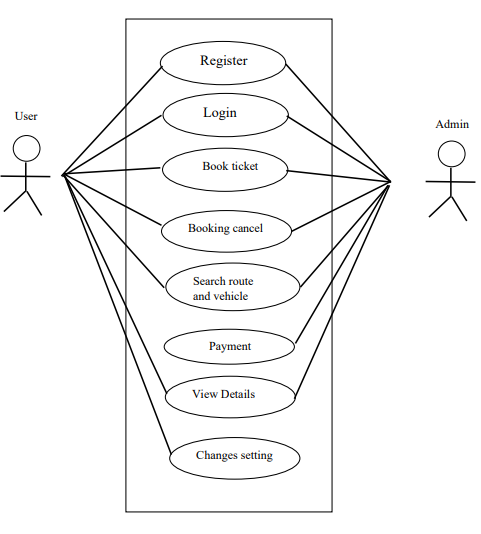 Register
User
Login
Admin
Book ticket
Booking cancel
Search route
and vehicle
Payment
View Details
Changes setting